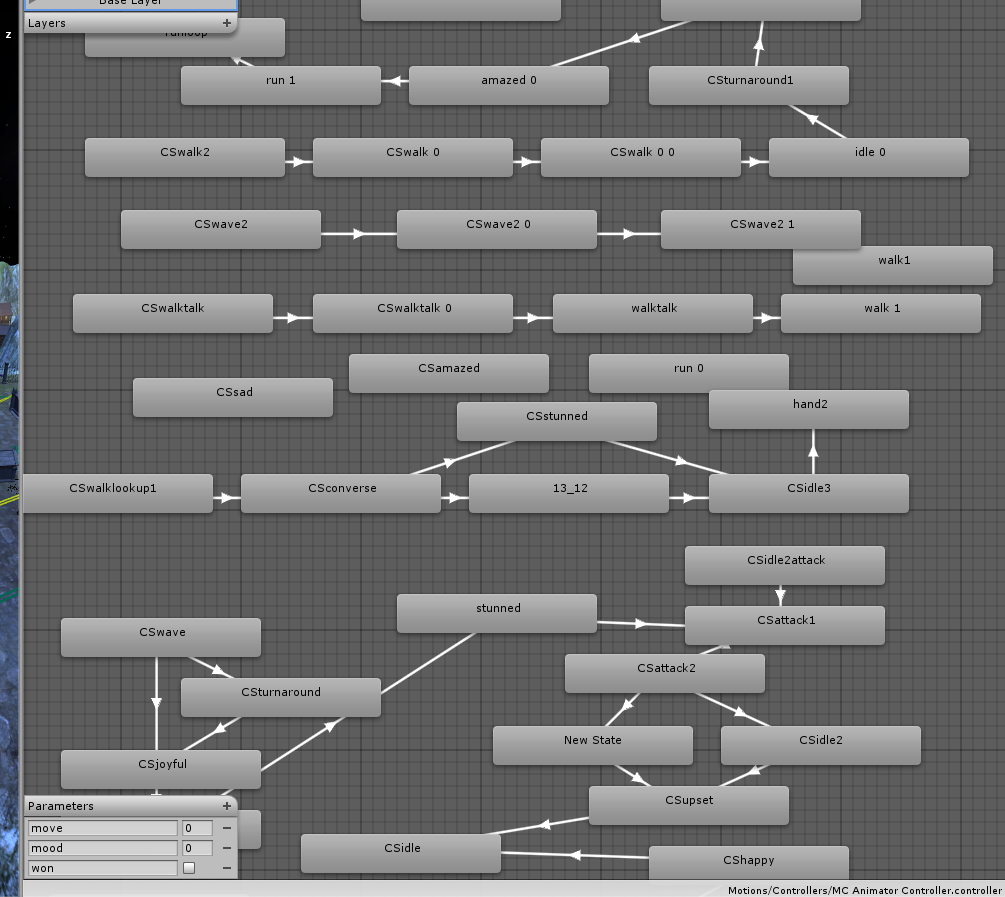 Base Layer
Layers
+
runloop
z
run 1
amazed 0
CSturnaround1
CSwalk2
CSwalk 0
CSwalk 0 0
idle 0
CSwave2
CSwave2 0
CSwave2 1
walk1
CSwalktalk
CSwalktalk 0
walktalk
walk 1
CSamazed
run 0
CSsad
hand2
CSstunned
CSwalklookup1
CSconverse
13_12
CSidle3
CSidle2attack
stunned
CSattack1
CSwave
CSattack2
CSturnaround
New State
CSidle2
CSjoyful
CSupset
Parameters
+
move 0 −
mood 0 −
won −
CSidle
CShappy
Motions/Controllers/MC Animator Controller.controller